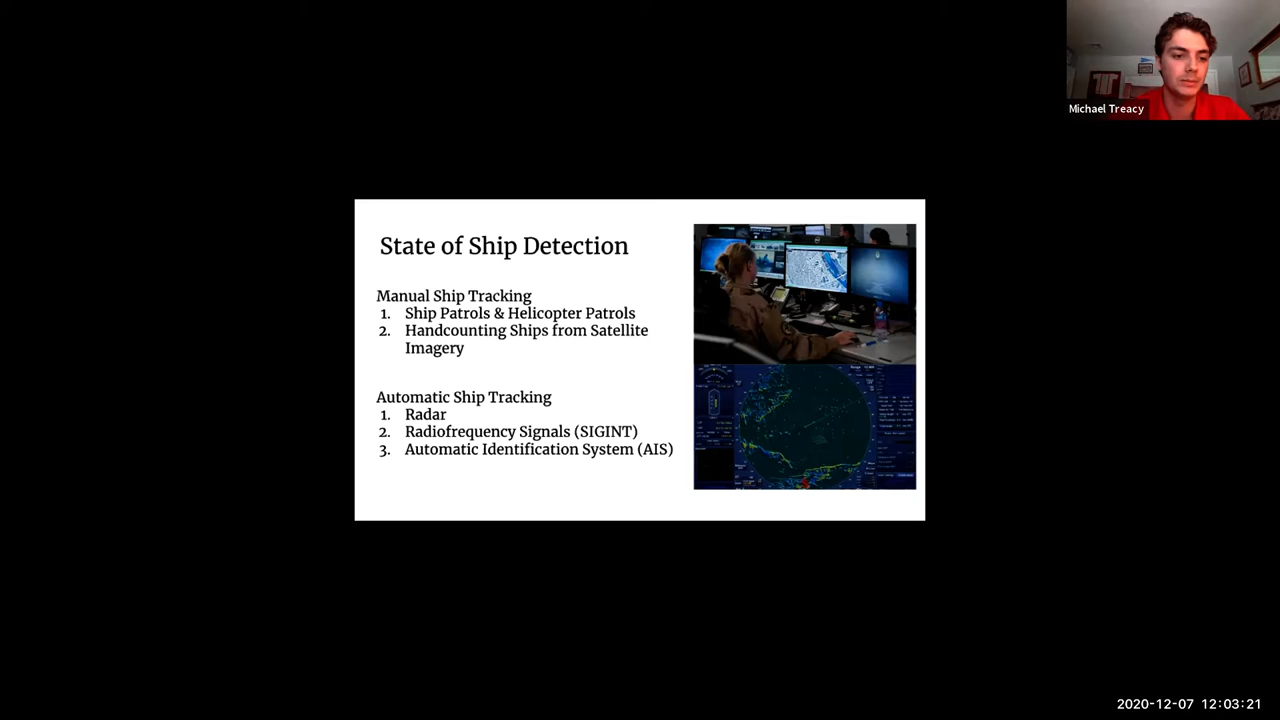 Michael Treacy
State of Ship Detection
Manual Ship Tracking
1. Ship Patrols & Helicopter Patrols
2. Handcounting Ships from Satellite
Imagery
Automatic Ship Tracking
1. Radar
2. Radiofrequency Signals (SIGINT)
3. Automatic Identification System (AIS)
2020-12-07 12:03:21